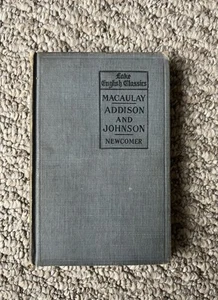 Lake
English Classics
MACAULAY
ADDISON
AND
JOHNSON
NEWCOMER